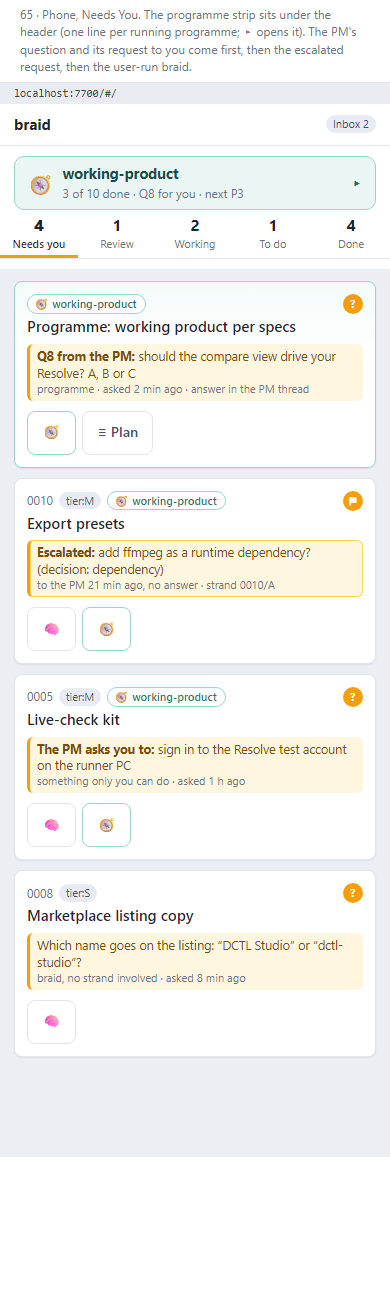 65 · Phone, Needs You. The programme strip sits under the
header (one line per running programme; ▸ opens it). The PM's
question and its request to you come first, then the escalated
request, then the user-run braid.
localhost:7700/#/
braid
Inbox 2
working-product
3 of 10 done · Q8 for you · next P3
▸
4 1 2 1 4
Needs you Review Working To do Done
working-product ?
Programme: working product per specs
Q8 from the PM: should the compare view drive your
Resolve? A, B or C
programme · asked 2 min ago · answer in the PM thread
≡ Plan
0010 tier:M working-product
Export presets
Escalated: add ffmpeg as a runtime dependency?
(decision: dependency)
to the PM 21 min ago, no answer · strand 0010/A
0005 tier:M working-product ?
Live-check kit
The PM asks you to: sign in to the Resolve test account
on the runner PC
something only you can do · asked 1 h ago
0008 tier:S ?
Marketplace listing copy
Which name goes on the listing: “DCTL Studio” or “dctl-
studio”?
braid, no strand involved · asked 8 min ago